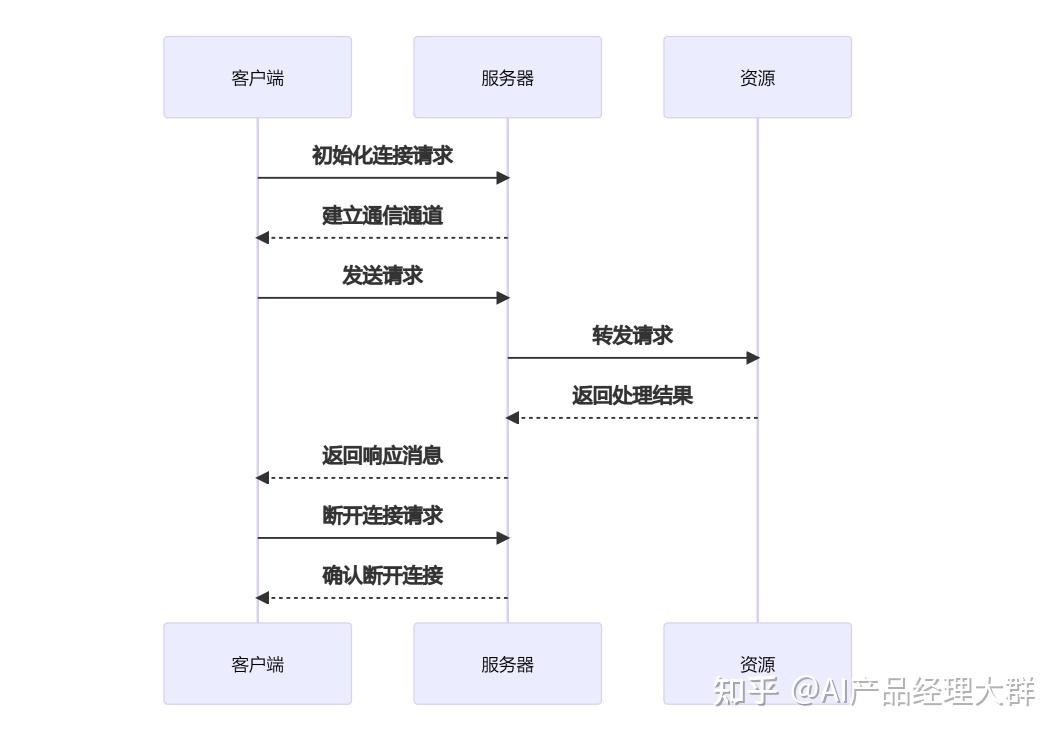 客户端
服务器
资源
初始化连接请求
建立通信通道
发送请求
转发请求
返回处理结果
返回响应消息
断开连接请求
确认断开连接
客户端
服务器
资源
知乎 @AI产品经理大群